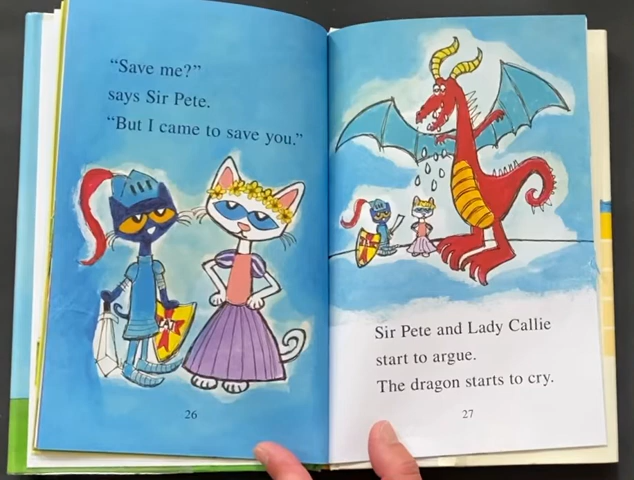 “Save me?”
says Sir Pete.
“But I came to save you.”
CAT
26
Sir Pete and Lady Callie
start to argue.
The dragon starts to cry.
27